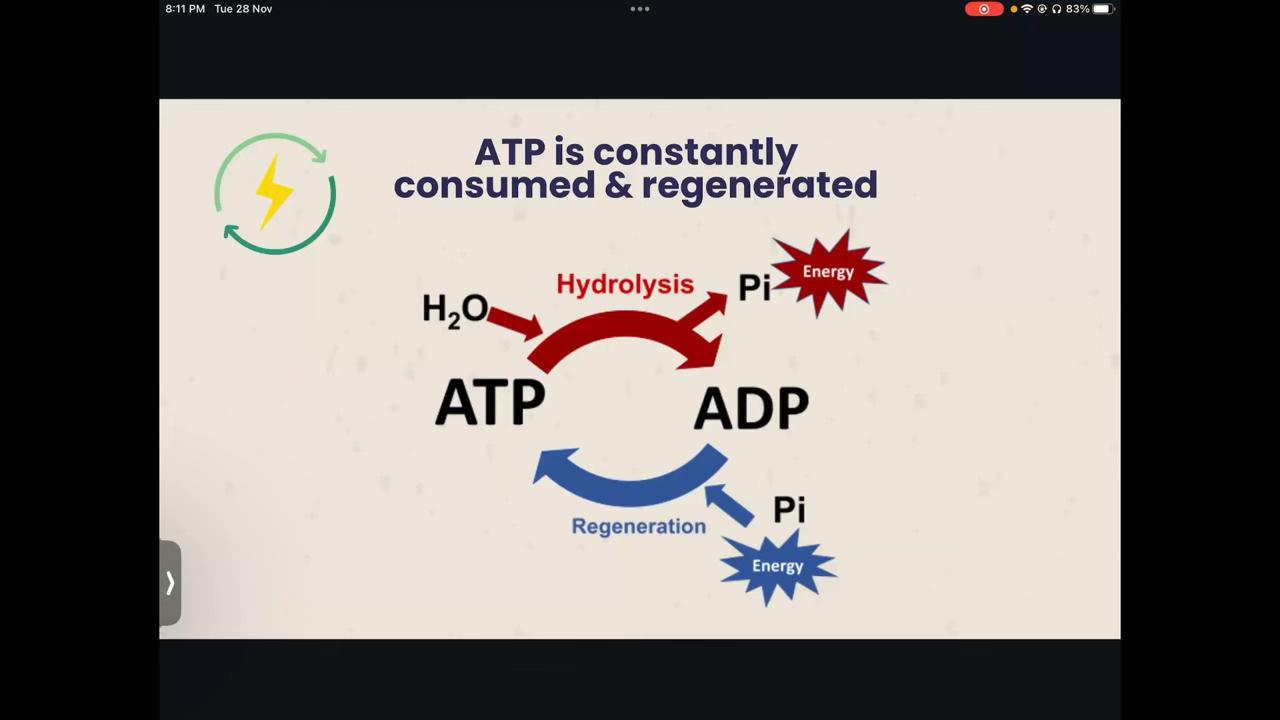 8:11 PM Tue 28 Nov
83%
ATP is constantly
consumed & regenerated
Hydrolysis
Pi
Energy
H₂O
ATP
ADP
Regeneration
Pi
Energy